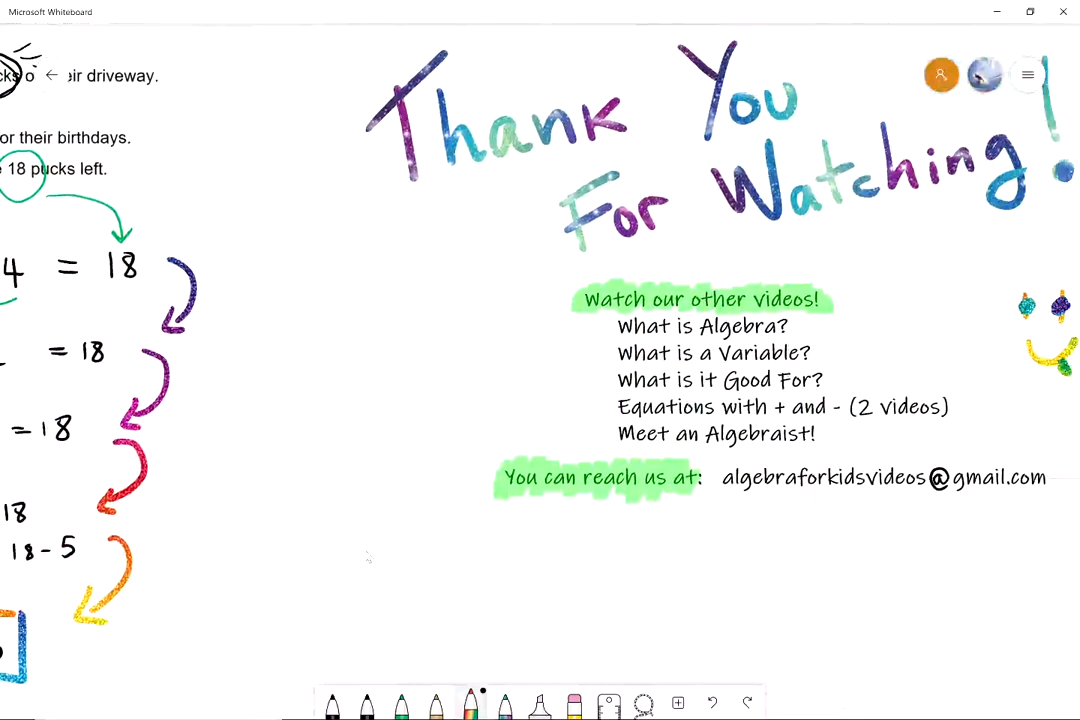 Microsoft Whiteboard
cks o
eir driveway.
or their birthdays.
18 pucks left.
4 = 18
= 18
= 18
18
18 - 5
Thank You
For Watching!
Watch our other videos!
What is Algebra?
What is a Variable?
What is it Good For?
Equations with + and - (2 videos)
Meet an Algebraist!
You can reach us at: algebraforkidsvideos@gmail.com